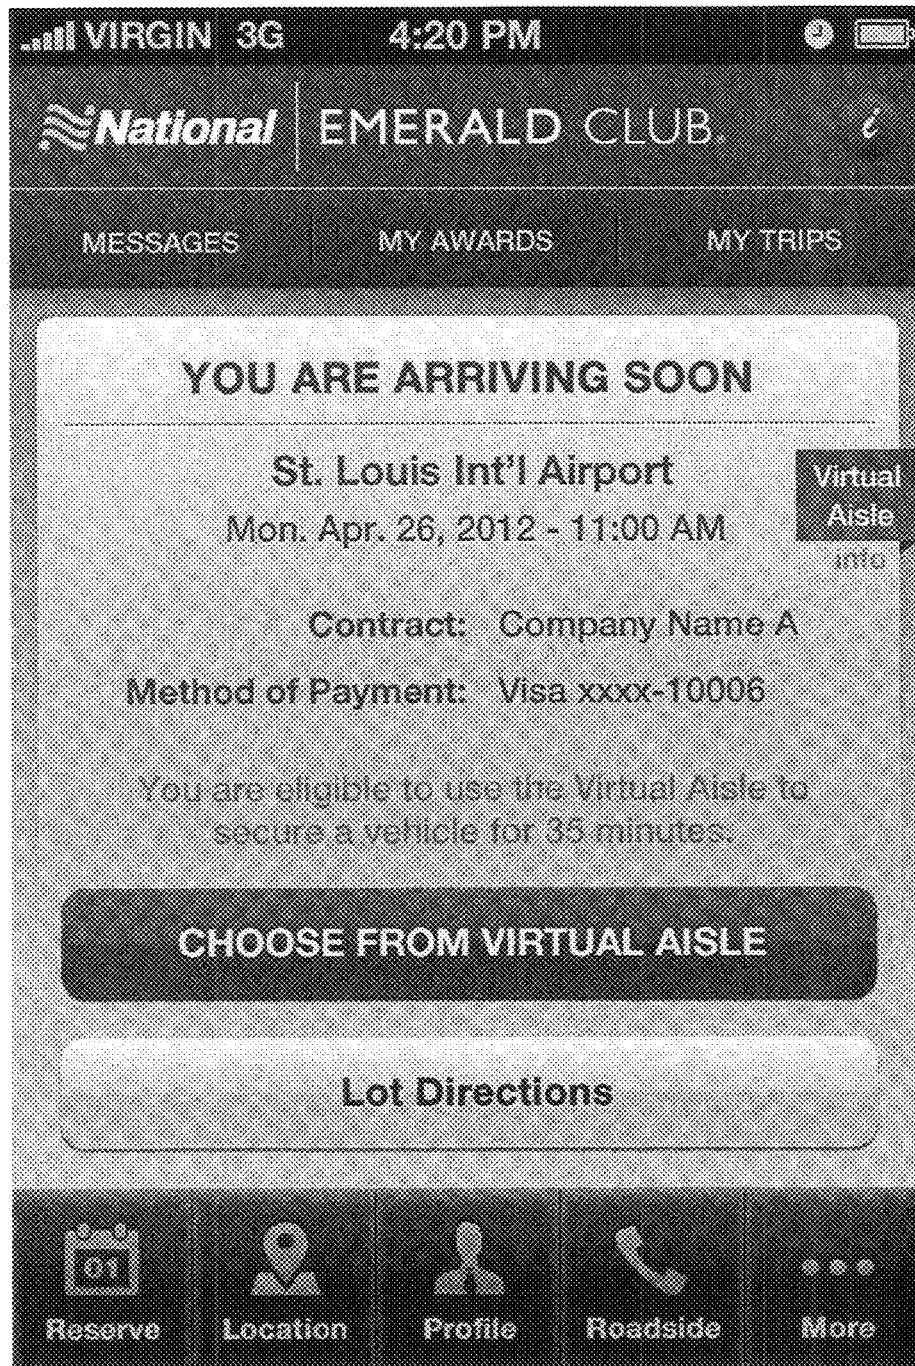 VIRGIN 3G 4:20 PM
National EMERALD CLUB.
i
MESSAGES MY AWARDS MY TRIPS
YOU ARE ARRIVING SOON
St. Louis Int'l Airport
Mon. Apr. 26, 2012 - 11:00 AM
Virtual
Aisle
info
Contract: Company Name A
Method of Payment: Visa xxxx-10006
You are eligible to use the Virtual Aisle to
secure a vehicle for 35 minutes.
CHOOSE FROM VIRTUAL AISLE
Lot Directions
01
Reserve Location Profile Roadside More